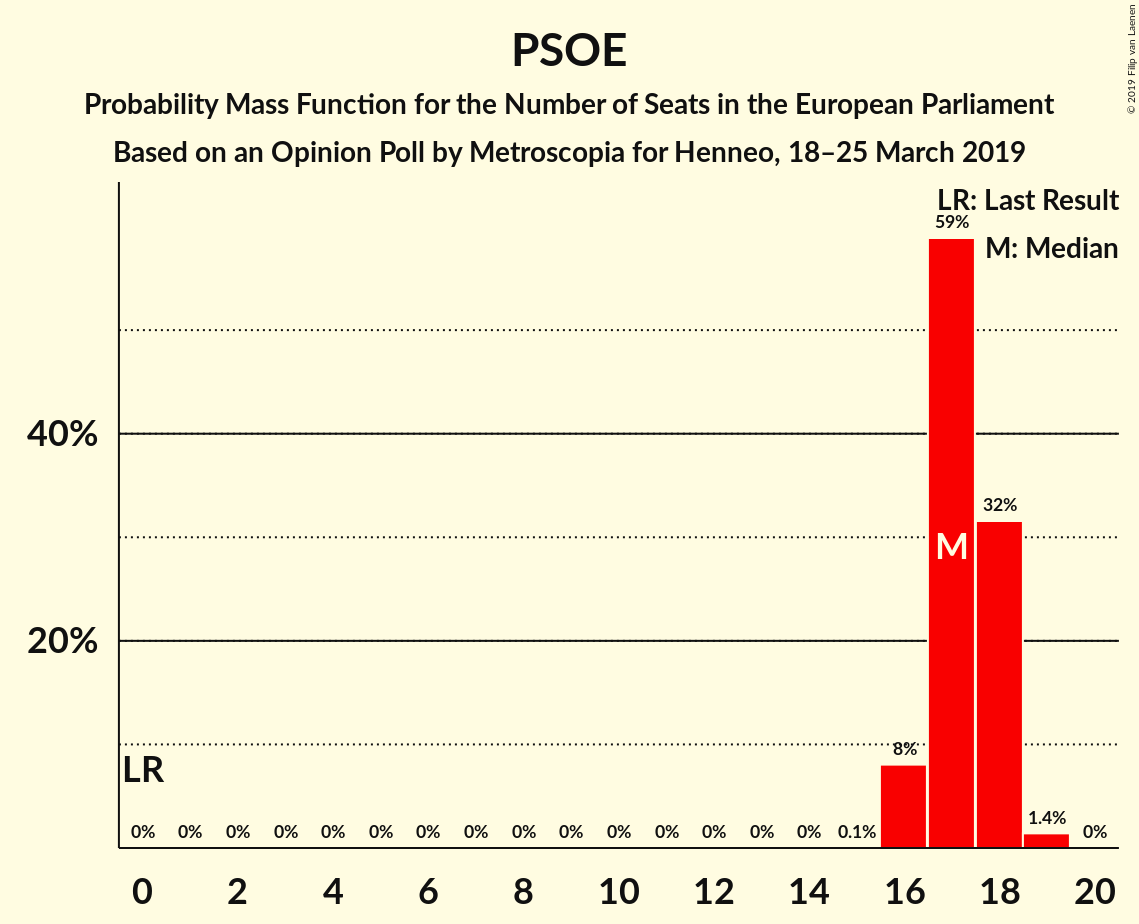 PSOE
Probability Mass Function for the Number of Seats in the European Parliament
Based on an Opinion Poll by Metroscopia for Henneo, 18–25 March 2019
© 2019 Filip van Laenen
LR: Last Result
59%
M: Median
40%
32%
M
20%
8%
LR
1.4%
0% 0% 0% 0% 0% 0% 0% 0% 0% 0% 0% 0% 0% 0% 0% 0.1% 0%
0 2 4 6 8 10 12 14 16 18 20